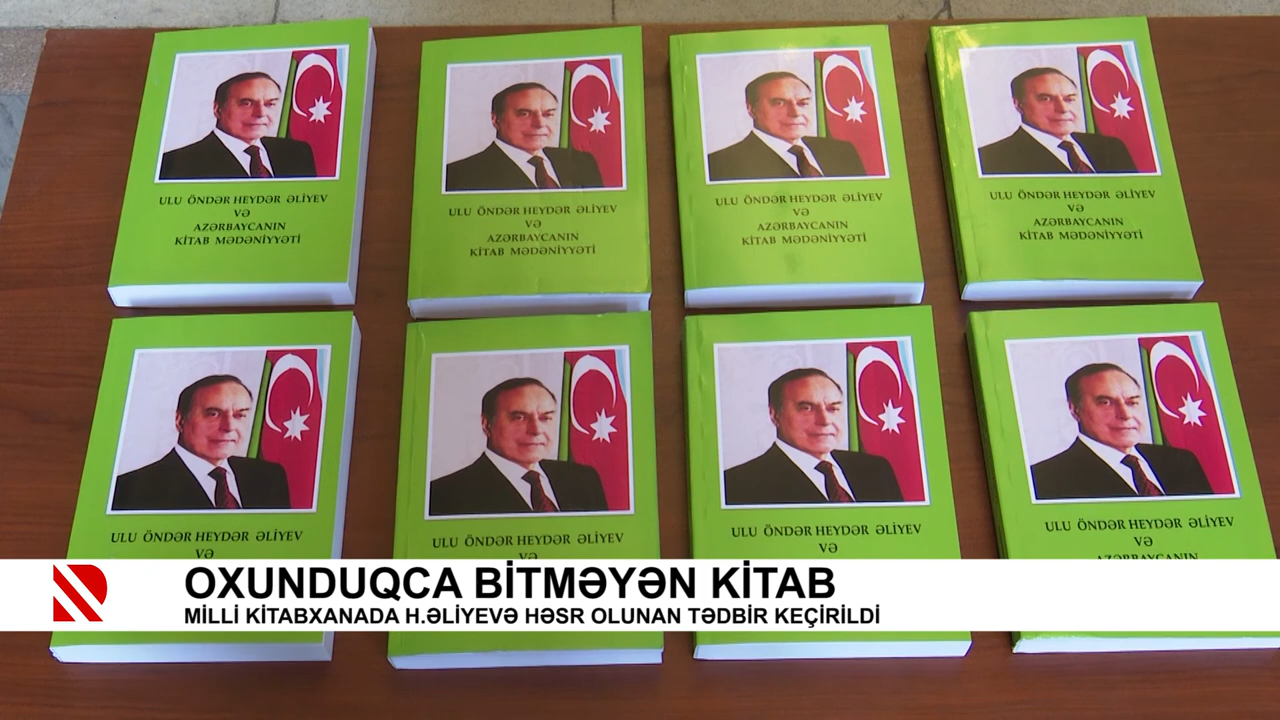 ULU ÖNDƏR HEYDƏR ƏLİYEV
VƏ
AZƏRBAYCANIN
KİTAB MƏDƏNİYYƏTİ
ULU ÖNDƏR HEYDƏR ƏLİYEV
VƏ
AZƏRBAYCANIN
KİTAB MƏDƏNİYYƏTİ
ULU ÖNDƏR HEYDƏR ƏLİYEV
VƏ
AZƏRBAYCANIN
KİTAB MƏDƏNİYYƏTİ
ULU ÖNDƏR HEYDƏR ƏLİYEV
VƏ
AZƏRBAYCANIN
KİTAB MƏDƏNİYYƏTİ
ULU ÖNDƏR HEYDƏR ƏLİYEV
VƏ
ULU ÖNDƏR HEYDƏR ƏLİYEV
VƏ
ULU ÖNDƏR HEYDƏR ƏLİYEV
VƏ
ULU ÖNDƏR HEYDƏR ƏLİYEV
VƏ
AZƏRBAYCANIN
OXUNDUQCA BİTMƏYƏN KİTAB
MİLLİ KİTABXANADA H.ƏLİYEVƏ HƏSR OLUNAN TƏDBİR KEÇİRİLDİ